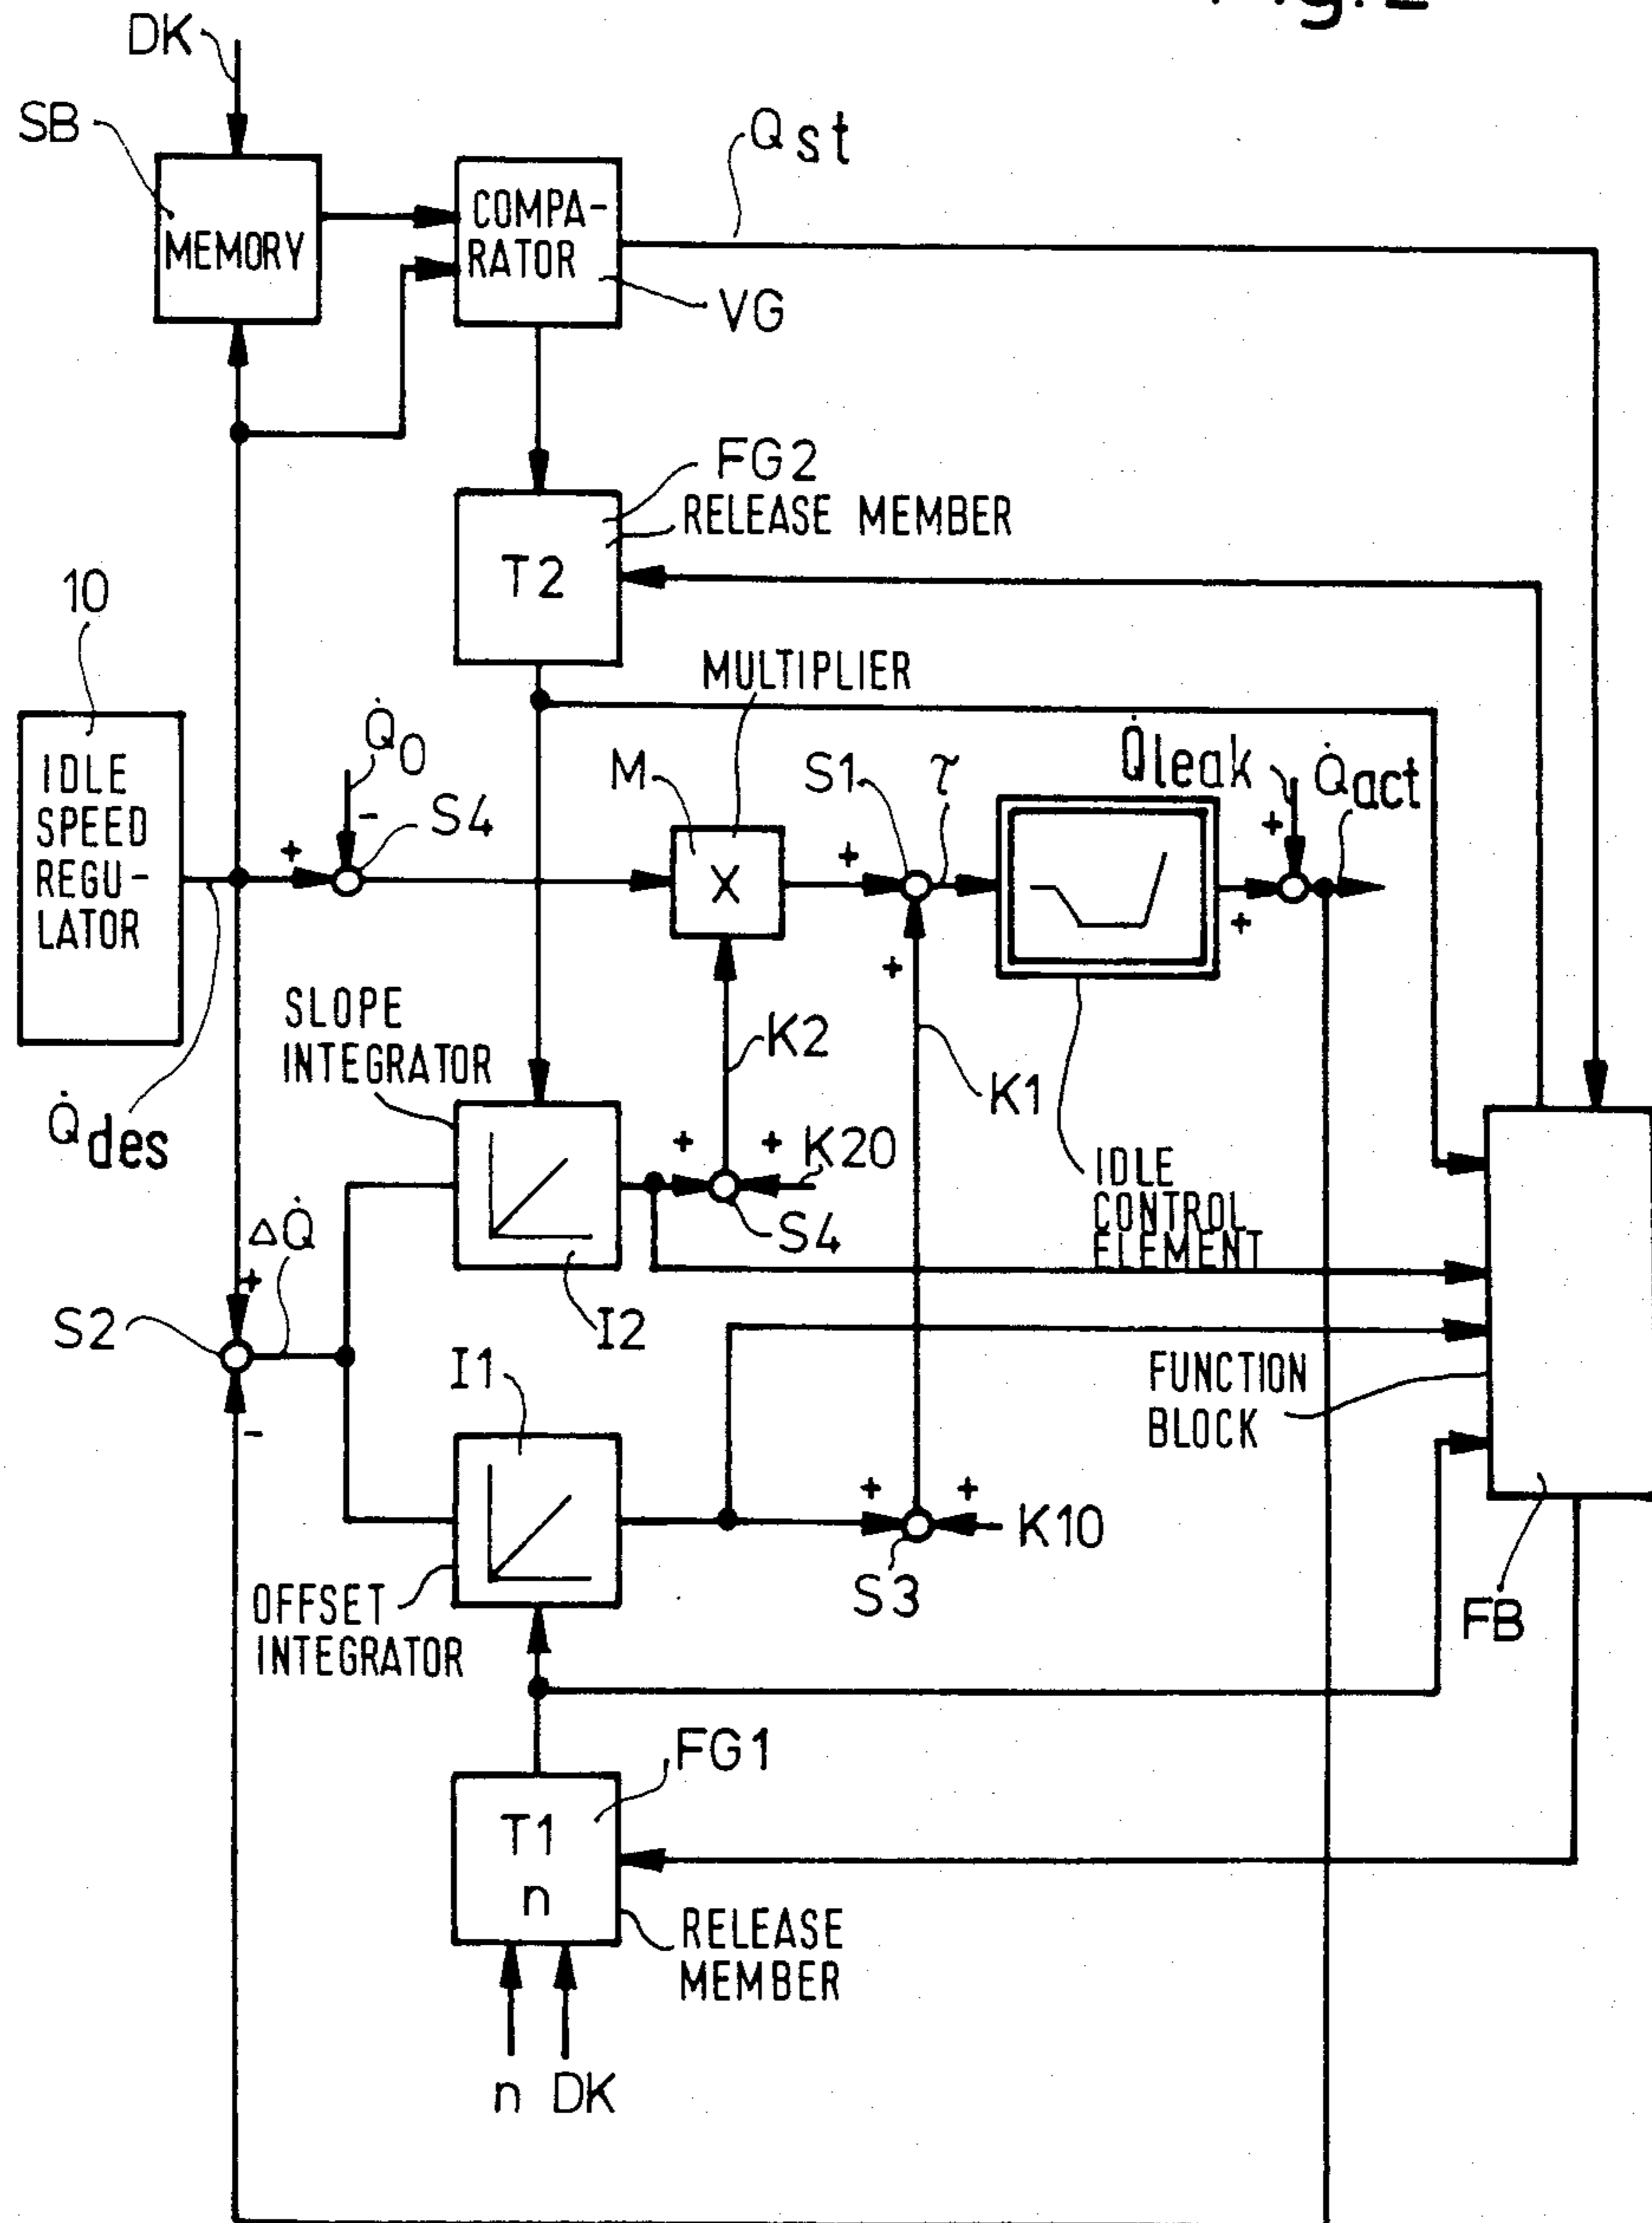 DK
SB
MEMORY
COMPA-
RATOR
Qst
VG
FG2
RELEASE MEMBER
T2
10
IDLE
SPEED
REGU-
LATOR
Q̇0
-
+
S4
MULTIPLIER
M
X
S1
+
τ
+
Q̇leak
+
Q̇act
+
Q̇des
SLOPE
INTEGRATOR
K2
K1
+
+
K20
S4
I2
IDLE
CONTROL
ELEMENT
ΔQ̇
+
S2
-
I1
FUNCTION
BLOCK
+
+
K10
S3
FB
OFFSET
INTEGRATOR
FG1
T1
n
RELEASE
MEMBER
n DK